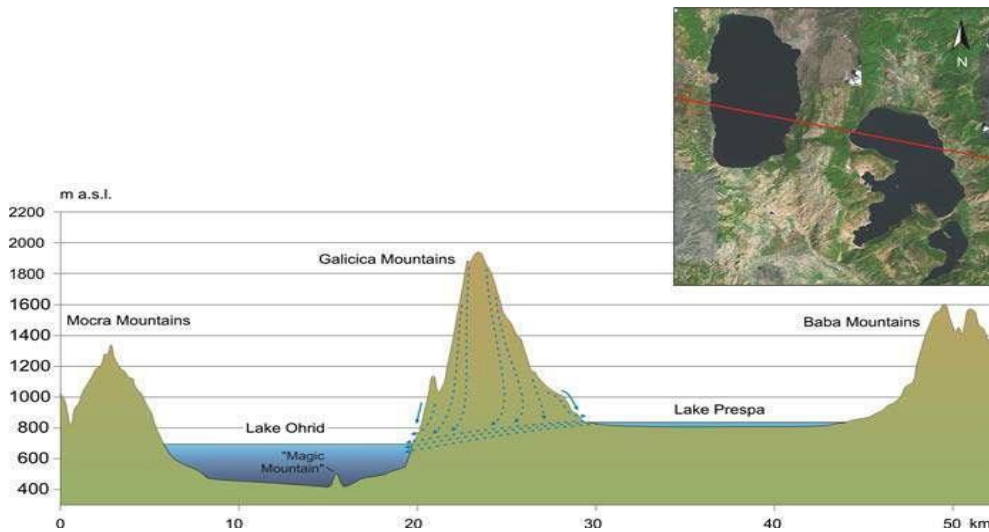 N
m a.s.l.
2200
2000
1800
1600
1400
1200
1000
800
600
400
Galicica Mountains
Mocra Mountains
Baba Mountains
Lake Prespa
Lake Ohrid
"Magic
Mountain"
0
10
20
30
40
50 km